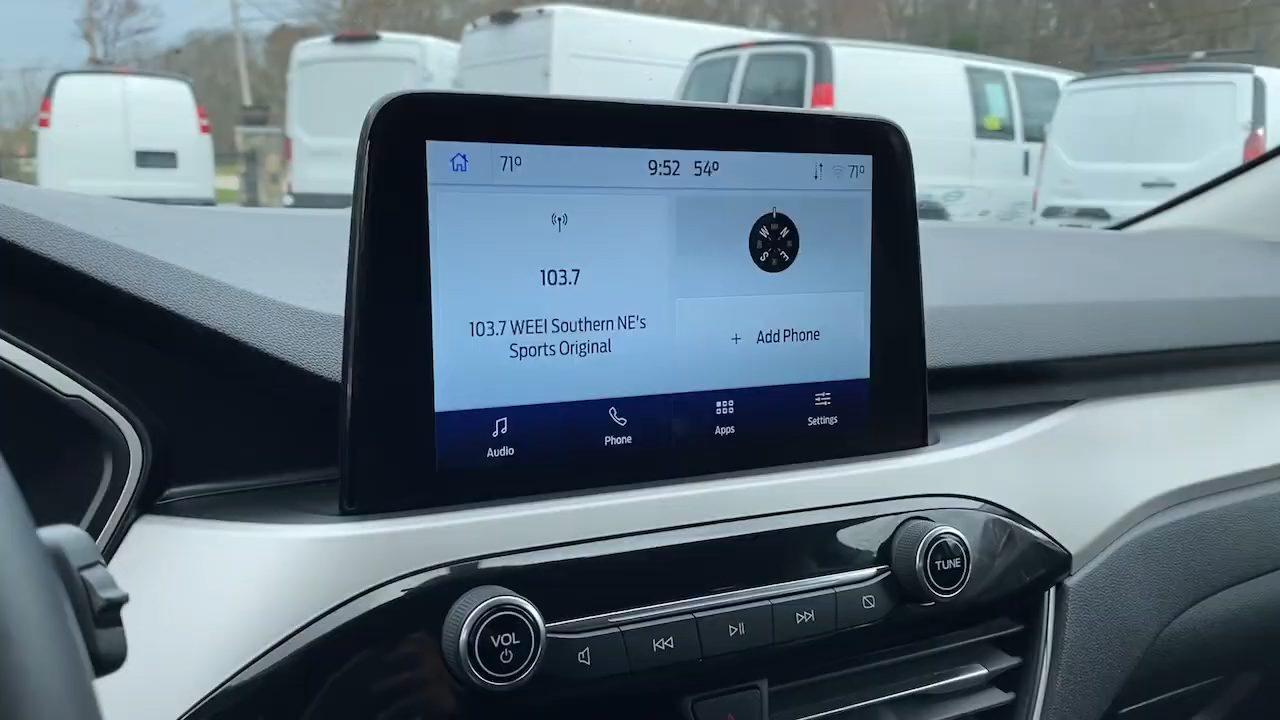 71° 9:52 54° 71°
103.7
103.7 WEEI Southern NE's
Sports Original
W N
S E
+ Add Phone
Audio Phone Apps Settings
VOL
TUNE